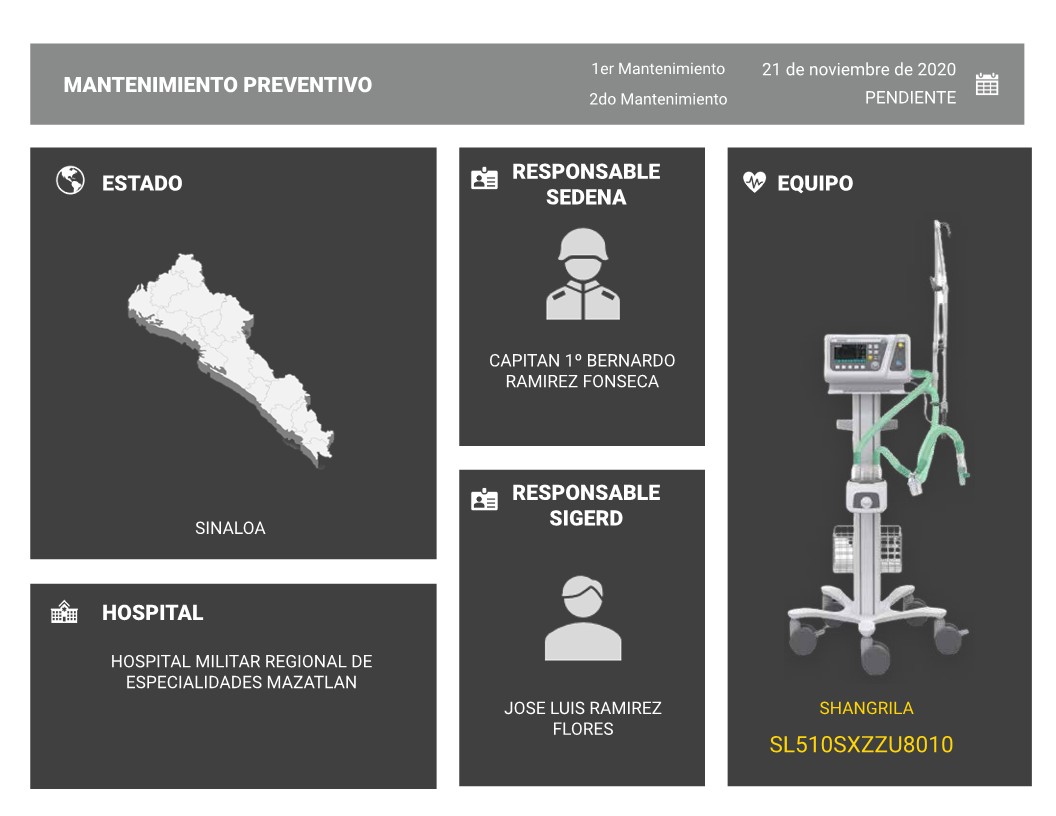 MANTENIMIENTO PREVENTIVO
1er Mantenimiento
21 de noviembre de 2020
2do Mantenimiento
PENDIENTE
ESTADO
SINALOA
HOSPITAL
HOSPITAL MILITAR REGIONAL DE
ESPECIALIDADES MAZATLAN
RESPONSABLE
SEDENA
CAPITAN 1º BERNARDO
RAMIREZ FONSECA
RESPONSABLE
SIGERD
JOSE LUIS RAMIREZ
FLORES
EQUIPO
SHANGRILA
SL510SXZZU8010